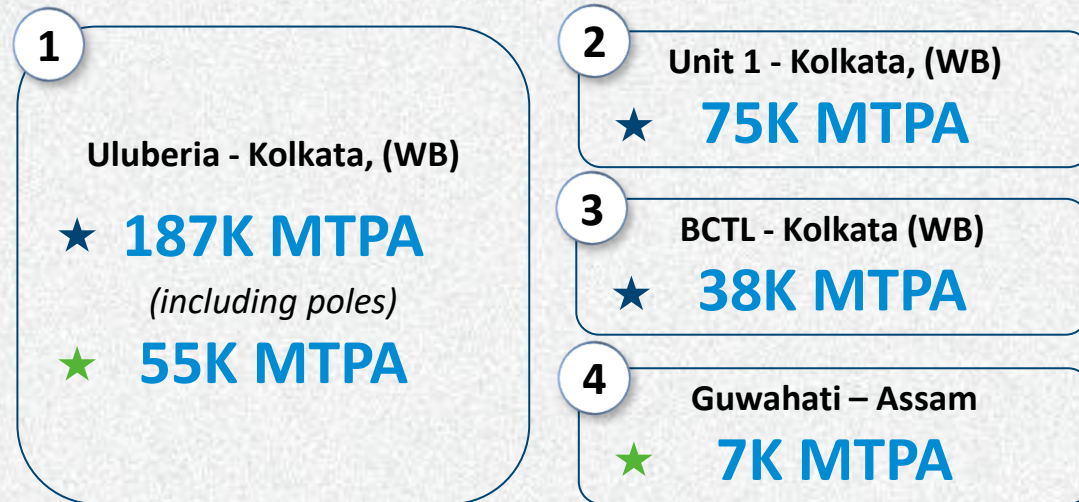 1
Uluberia - Kolkata, (WB)
187K MTPA
(including poles)
55K MTPA
2
Unit 1 - Kolkata, (WB)
75K MTPA
3
BCTL - Kolkata (WB)
38K MTPA
4
Guwahati – Assam
7K MTPA